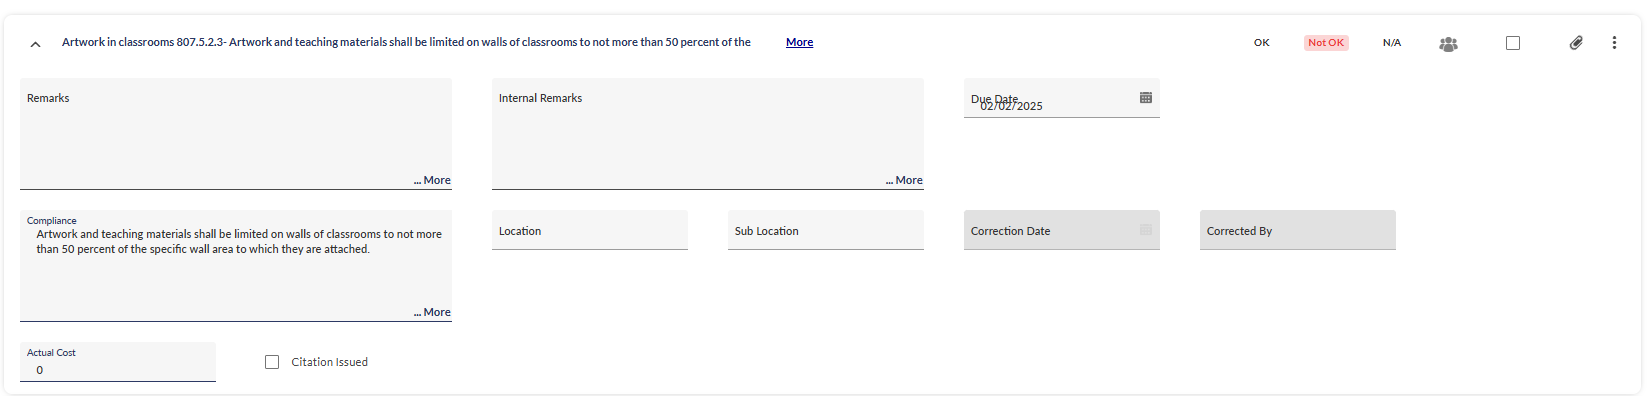 Artwork in classrooms 807.5.2.3- Artwork and teaching materials shall be limited on walls of classrooms to not more than 50 percent of the More OK Not OK N/A
Remarks
... More
Internal Remarks
... More
Due Date
02/02/2025
Compliance
Artwork and teaching materials shall be limited on walls of classrooms to not more
than 50 percent of the specific wall area to which they are attached.
... More
Location
Sub Location
Correction Date
Corrected By
Actual Cost
0
Citation Issued